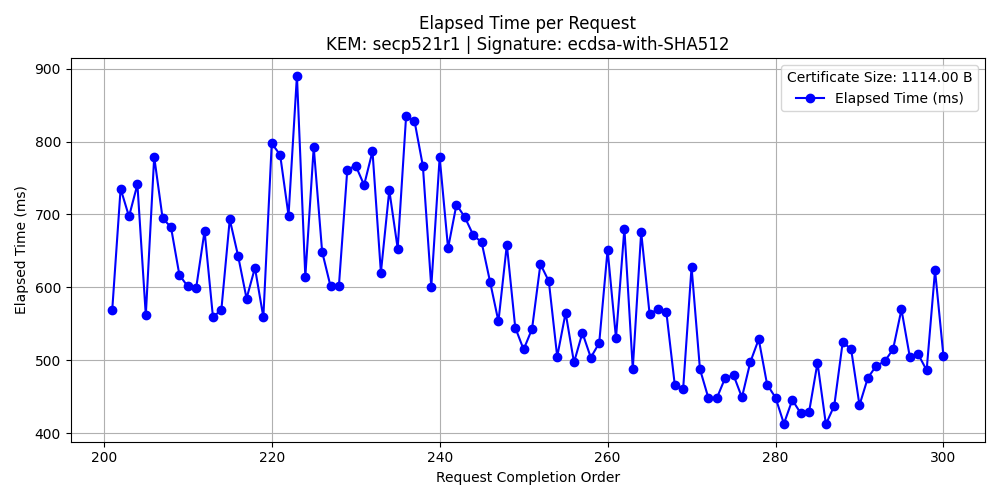 Elapsed Time per Request
KEM: secp521r1 | Signature: ecdsa-with-SHA512
Certificate Size: 1114.00 B
Elapsed Time (ms)
Elapsed Time (ms)
900
800
700
600
500
400
200
220
240
260
280
300
Request Completion Order